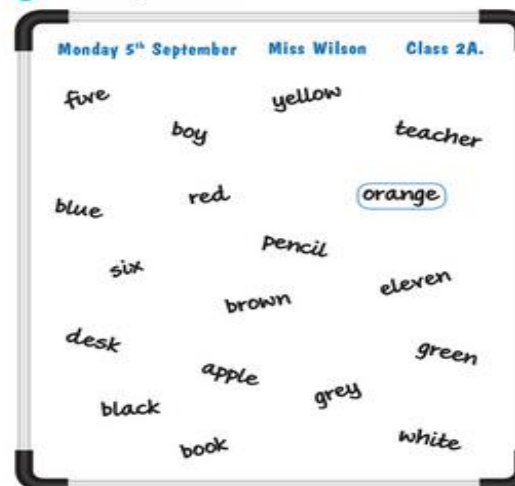 Monday 5th September Miss Wilson Class 2A.
five yellow
boy teacher
blue red orange
pencil
six eleven
brown
desk green
apple
black grey
book white